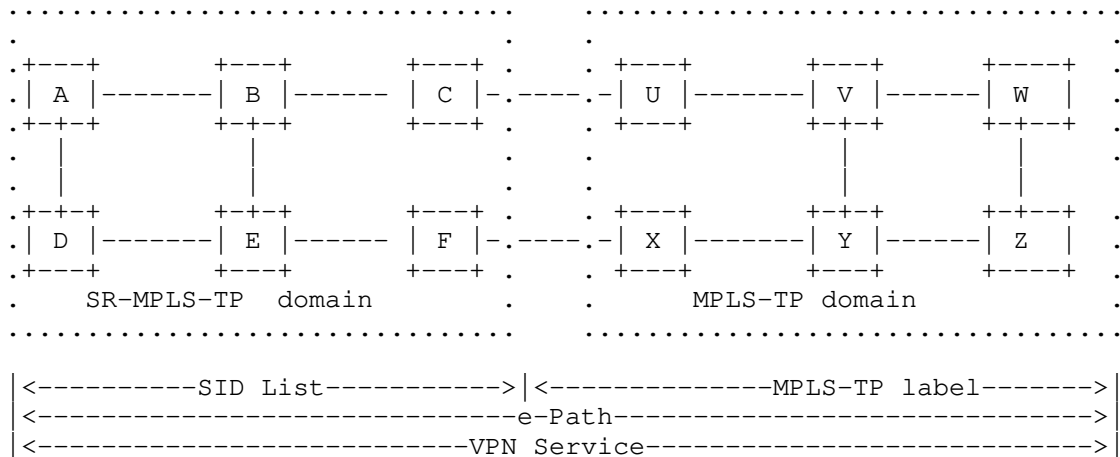 A B C U V W
D E F X Y Z
SR-MPLS-TP domain MPLS-TP domain
|<----------SID List----------->|<--------------MPLS-TP label------->|
|<------------------------------e-Path------------------------------>|
|<---------------------------VPN Service---------------------------->|